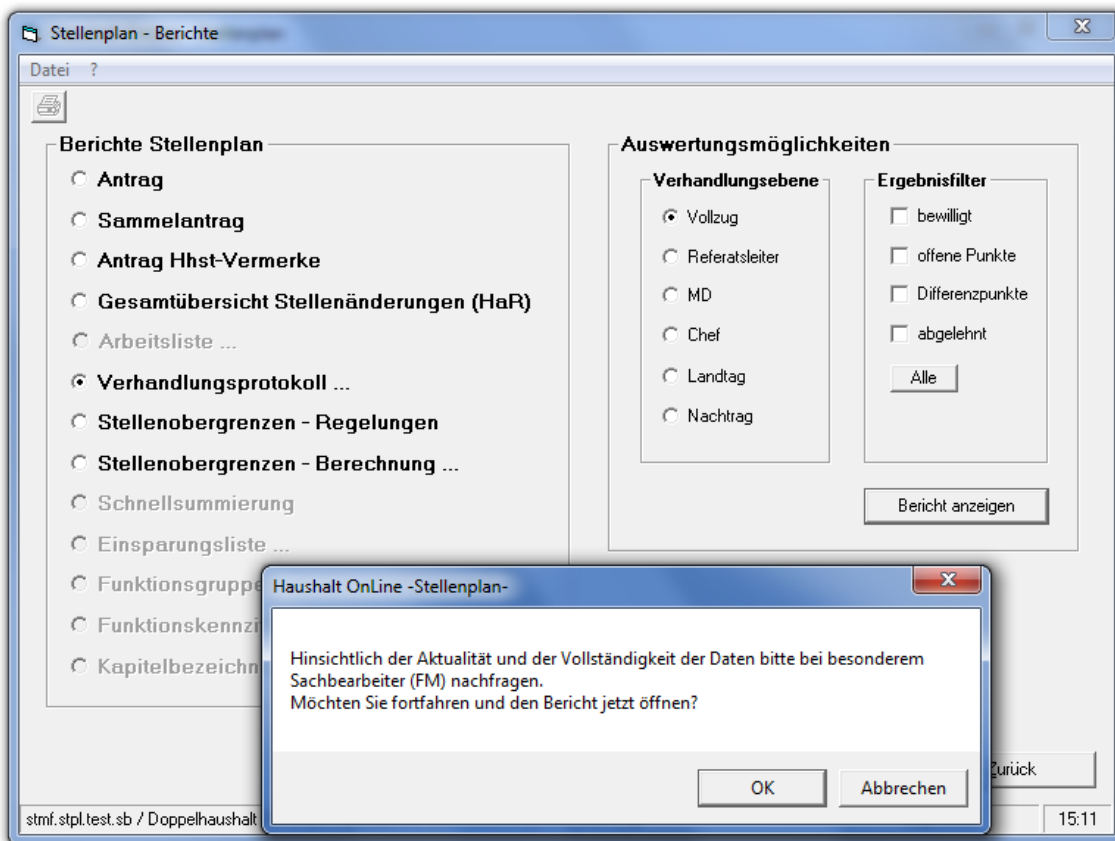 Stellenplan - Berichte
Datei ?
Berichte Stellenplan
Antrag
Sammelantrag
Antrag Hhst-Vermerke
Gesamtübersicht Stellenänderungen (HaR)
Arbeitsliste ...
Verhandlungsprotokoll ...
Stellenobergrenzen - Regelungen
Stellenobergrenzen - Berechnung ...
Schnellsummierung
Einsparungsliste ...
Funktionsgruppe
Funktionskennzi
Kapitelbezeichn
Auswertungsmöglichkeiten
Verhandlungsebene
Vollzug
Referatsleiter
MD
Chef
Landtag
Nachtrag
Ergebnisfilter
bewilligt
offene Punkte
Differenzpunkte
abgelehnt
Alle
Bericht anzeigen
Haushalt OnLine -Stellenplan-
Hinsichtlich der Aktualität und der Vollständigkeit der Daten bitte bei besonderem
Sachbearbeiter (FM) nachfragen.
Möchten Sie fortfahren und den Bericht jetzt öffnen?
OK Abbrechen
Zurück
stmf.stpl.test.sb / Doppelhaushalt 15:11